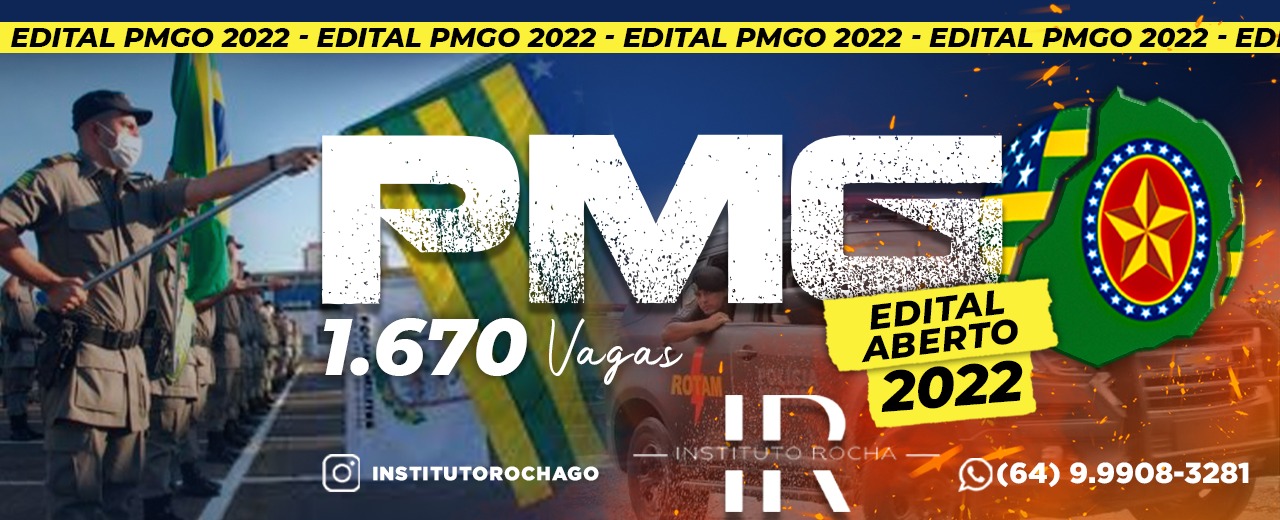 EDITAL PMGO 2022 - EDITAL PMGO 2022 - EDITAL PMGO 2022 - EDITAL PMGO 2022 - EDI
PMG
1.670 Vagas
EDITAL
ABERTO
2022
ROTAM
IR
INSTITUTO ROCHA
INSTITUTOROCHAGO
(64) 9.9908-3281